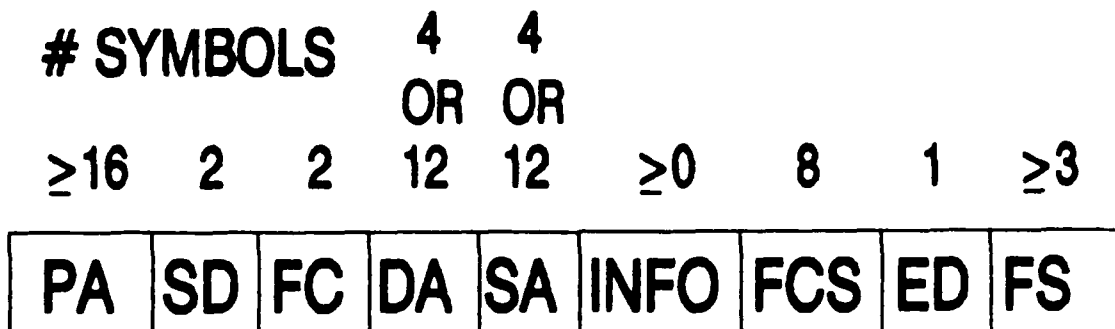 # SYMBOLS 4 4
OR OR
≥16 2 2 12 12 ≥0 8 1 ≥3
PA SD FC DA SA INFO FCS ED FS